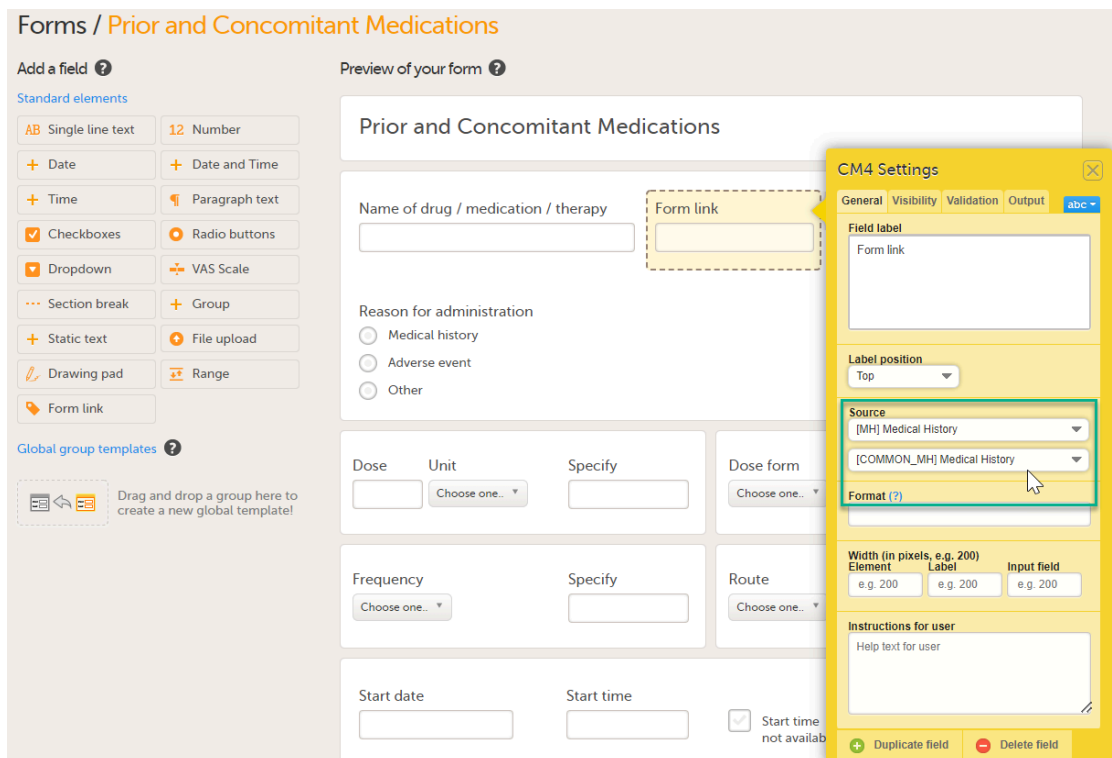 Forms / Prior and Concomitant Medications
Add a field ?
Standard elements
AB Single line text
12 Number
Date
Date and Time
Time
Paragraph text
Checkboxes
Radio buttons
Dropdown
VAS Scale
Section break
Group
Static text
File upload
Drawing pad
Range
Form link
Global group templates ?
Drag and drop a group here to
create a new global template!
Preview of your form ?
Prior and Concomitant Medications
Name of drug / medication / therapy
Form link
Reason for administration
Medical history
Adverse event
Other
Dose
Unit
Specify
Dose form
Choose one..
Choose one..
Frequency
Specify
Route
Choose one..
Choose one..
Start date
Start time
Start time
not availab
CM4 Settings
General
Visibility
Validation
Output
abc
Field label
Form link
Label position
Top
Source
[MH] Medical History
[COMMON_MH] Medical History
Format (?)
Width (in pixels, e.g. 200)
Element
Label
Input field
e.g. 200
e.g. 200
e.g. 200
Instructions for user
Help text for user
Duplicate field
Delete field